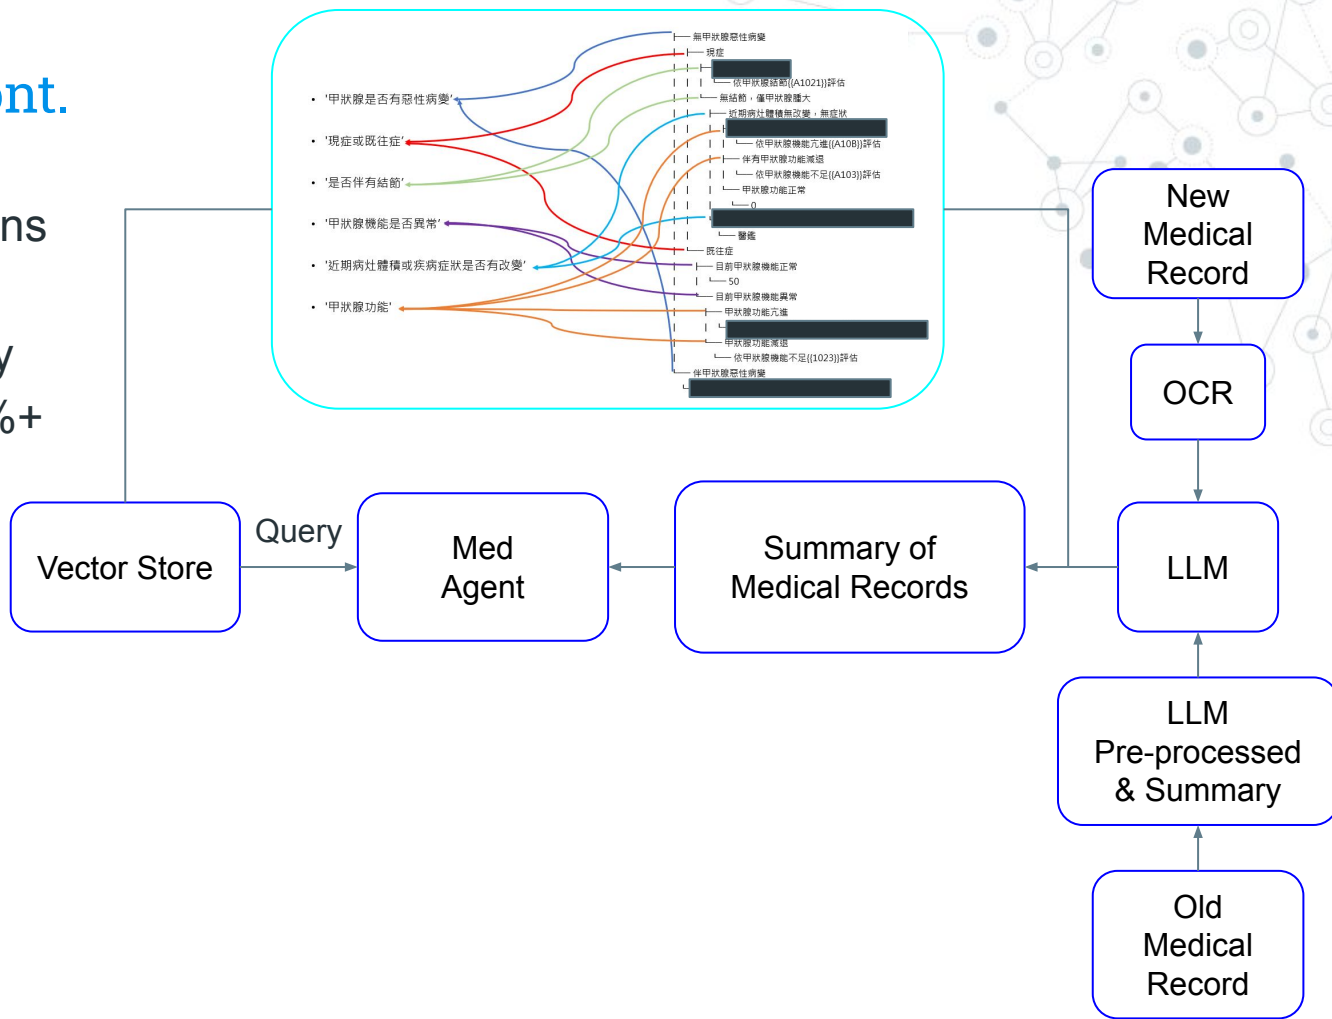 ont.
ns
y
%+
• '甲狀腺是否有惡性病變'
• '現症或既往症'
• '是否伴有結節'
• '甲狀腺機能是否異常'
• '近期病灶體積或疾病症狀是否有改變'
• '甲狀腺功能'
無甲狀腺惡性病變
現症
依甲狀腺結節{(A1021)}評估
無結節，僅甲狀腺腫大
近期病灶體積無改變，無症狀
依甲狀腺機能亢進{(A10B)}評估
伴有甲狀腺功能減退
依甲狀腺機能不足{(A103)}評估
甲狀腺功能正常
0
醫鑑
既往症
目前甲狀腺機能正常
50
目前甲狀腺機能異常
甲狀腺功能亢進
甲狀腺功能減退
依甲狀腺機能不足{(1023)}評估
伴甲狀腺惡性病變
New
Medical
Record
OCR
Vector Store
Query
Med
Agent
Summary of
Medical Records
LLM
LLM
Pre-processed
& Summary
Old
Medical
Record